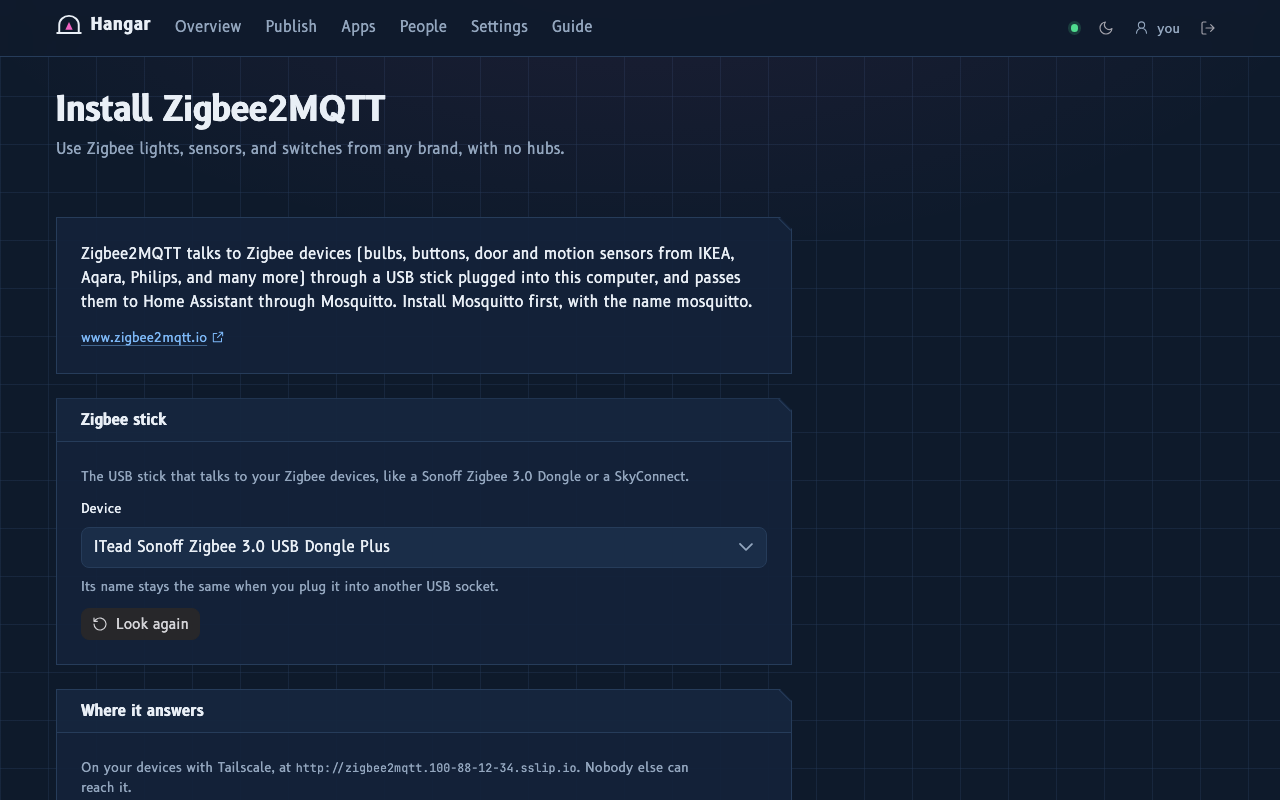 Hangar
Overview
Publish
Apps
People
Settings
Guide
you
Install Zigbee2MQTT
Use Zigbee lights, sensors, and switches from any brand, with no hubs.
Zigbee2MQTT talks to Zigbee devices (bulbs, buttons, door and motion sensors from IKEA,
Aqara, Philips, and many more) through a USB stick plugged into this computer, and passes
them to Home Assistant through Mosquitto. Install Mosquitto first, with the name mosquitto.
www.zigbee2mqtt.io
Zigbee stick
The USB stick that talks to your Zigbee devices, like a Sonoff Zigbee 3.0 Dongle or a SkyConnect.
Device
ITead Sonoff Zigbee 3.0 USB Dongle Plus
Its name stays the same when you plug it into another USB socket.
Look again
Where it answers
On your devices with Tailscale, at http://zigbee2mqtt.100-88-12-34.sslip.io. Nobody else can
reach it.